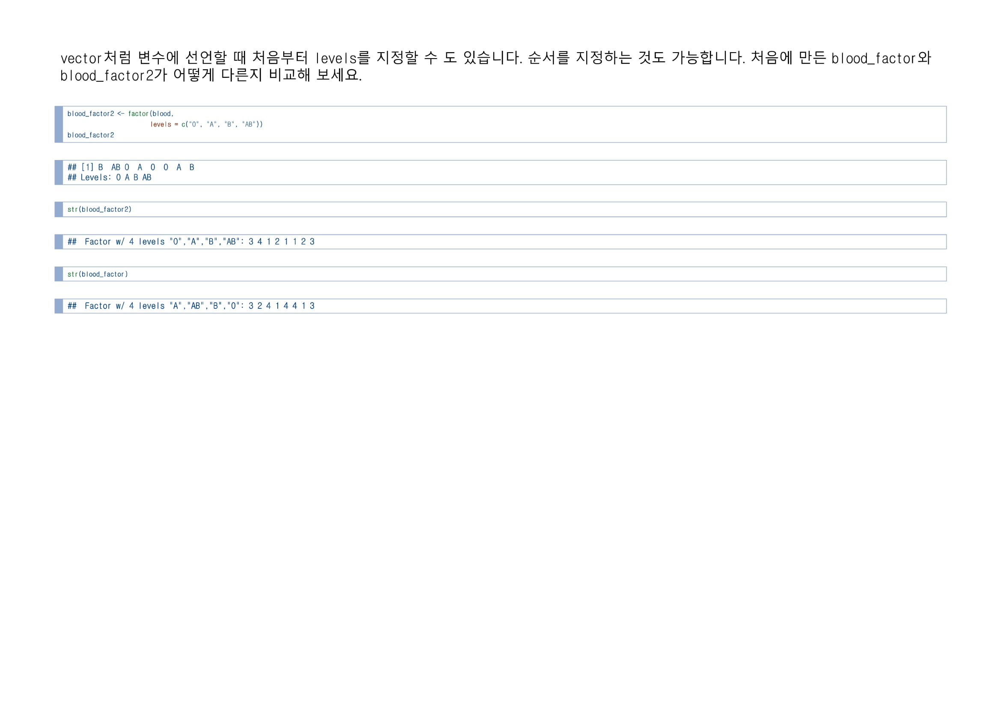 vector처럼 변수에 선언할 때 처음부터 levels를 지정할 수 도 있습니다. 순서를 지정하는 것도 가능합니다. 처음에 만든 blood_factor와
blood_factor2가 어떻게 다른지 비교해 보세요.
blood_factor2 <- factor(blood,
levels = c("O", "A", "B", "AB"))
blood_factor2
## [1] B  AB O  A  O  O  A  B
## Levels: O A B AB
str(blood_factor2)
##  Factor w/ 4 levels "O","A","B","AB": 3 4 1 2 1 1 2 3
str(blood_factor)
##  Factor w/ 4 levels "A","AB","B","O": 3 2 4 1 4 4 1 3